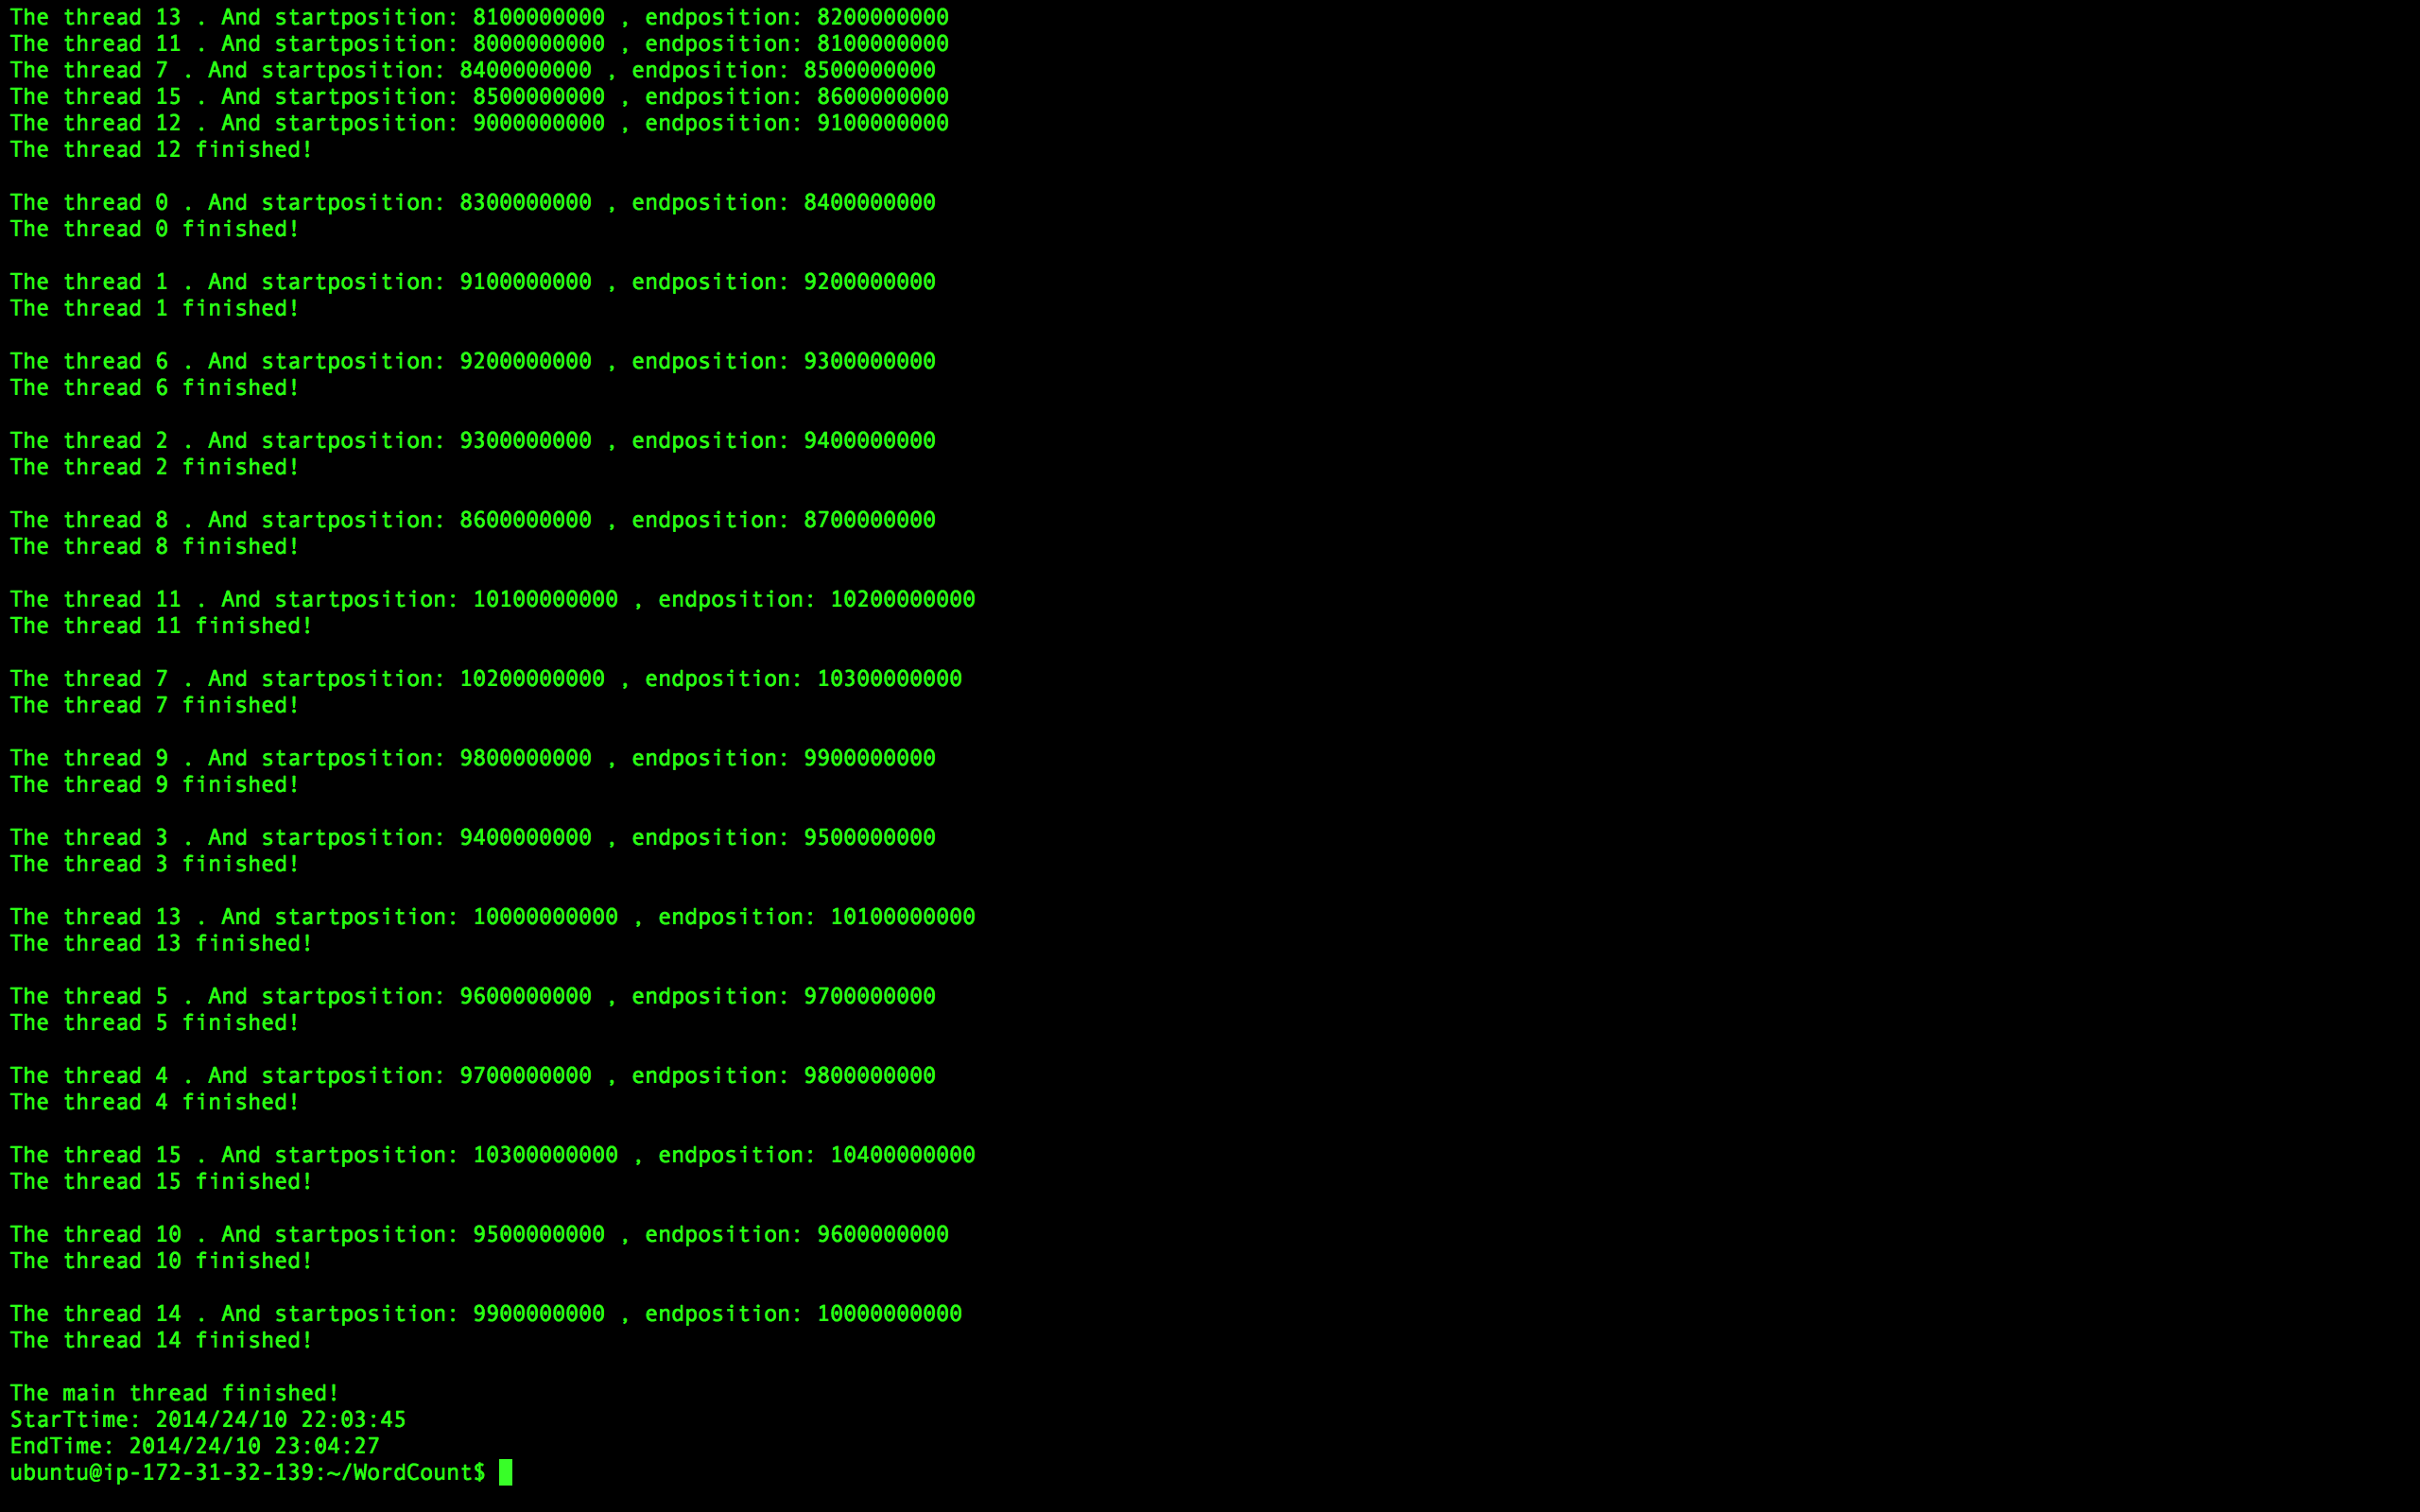 The thread 13 . And startposition: 8100000000 , endposition: 8200000000
The thread 11 . And startposition: 8000000000 , endposition: 8100000000
The thread 7 . And startposition: 8400000000 , endposition: 8500000000
The thread 15 . And startposition: 8500000000 , endposition: 8600000000
The thread 12 . And startposition: 9000000000 , endposition: 9100000000
The thread 12 finished!
The thread 0 . And startposition: 8300000000 , endposition: 8400000000
The thread 0 finished!
The thread 1 . And startposition: 9100000000 , endposition: 9200000000
The thread 1 finished!
The thread 6 . And startposition: 9200000000 , endposition: 9300000000
The thread 6 finished!
The thread 2 . And startposition: 9300000000 , endposition: 9400000000
The thread 2 finished!
The thread 8 . And startposition: 8600000000 , endposition: 8700000000
The thread 8 finished!
The thread 11 . And startposition: 10100000000 , endposition: 10200000000
The thread 11 finished!
The thread 7 . And startposition: 10200000000 , endposition: 10300000000
The thread 7 finished!
The thread 9 . And startposition: 9800000000 , endposition: 9900000000
The thread 9 finished!
The thread 3 . And startposition: 9400000000 , endposition: 9500000000
The thread 3 finished!
The thread 13 . And startposition: 10000000000 , endposition: 10100000000
The thread 13 finished!
The thread 5 . And startposition: 9600000000 , endposition: 9700000000
The thread 5 finished!
The thread 4 . And startposition: 9700000000 , endposition: 9800000000
The thread 4 finished!
The thread 15 . And startposition: 10300000000 , endposition: 10400000000
The thread 15 finished!
The thread 10 . And startposition: 9500000000 , endposition: 9600000000
The thread 10 finished!
The thread 14 . And startposition: 9900000000 , endposition: 10000000000
The thread 14 finished!
The main thread finished!
StarTtime: 2014/24/10 22:03:45
EndTime: 2014/24/10 23:04:27
ubuntu@ip-172-31-32-139:~/WordCount$